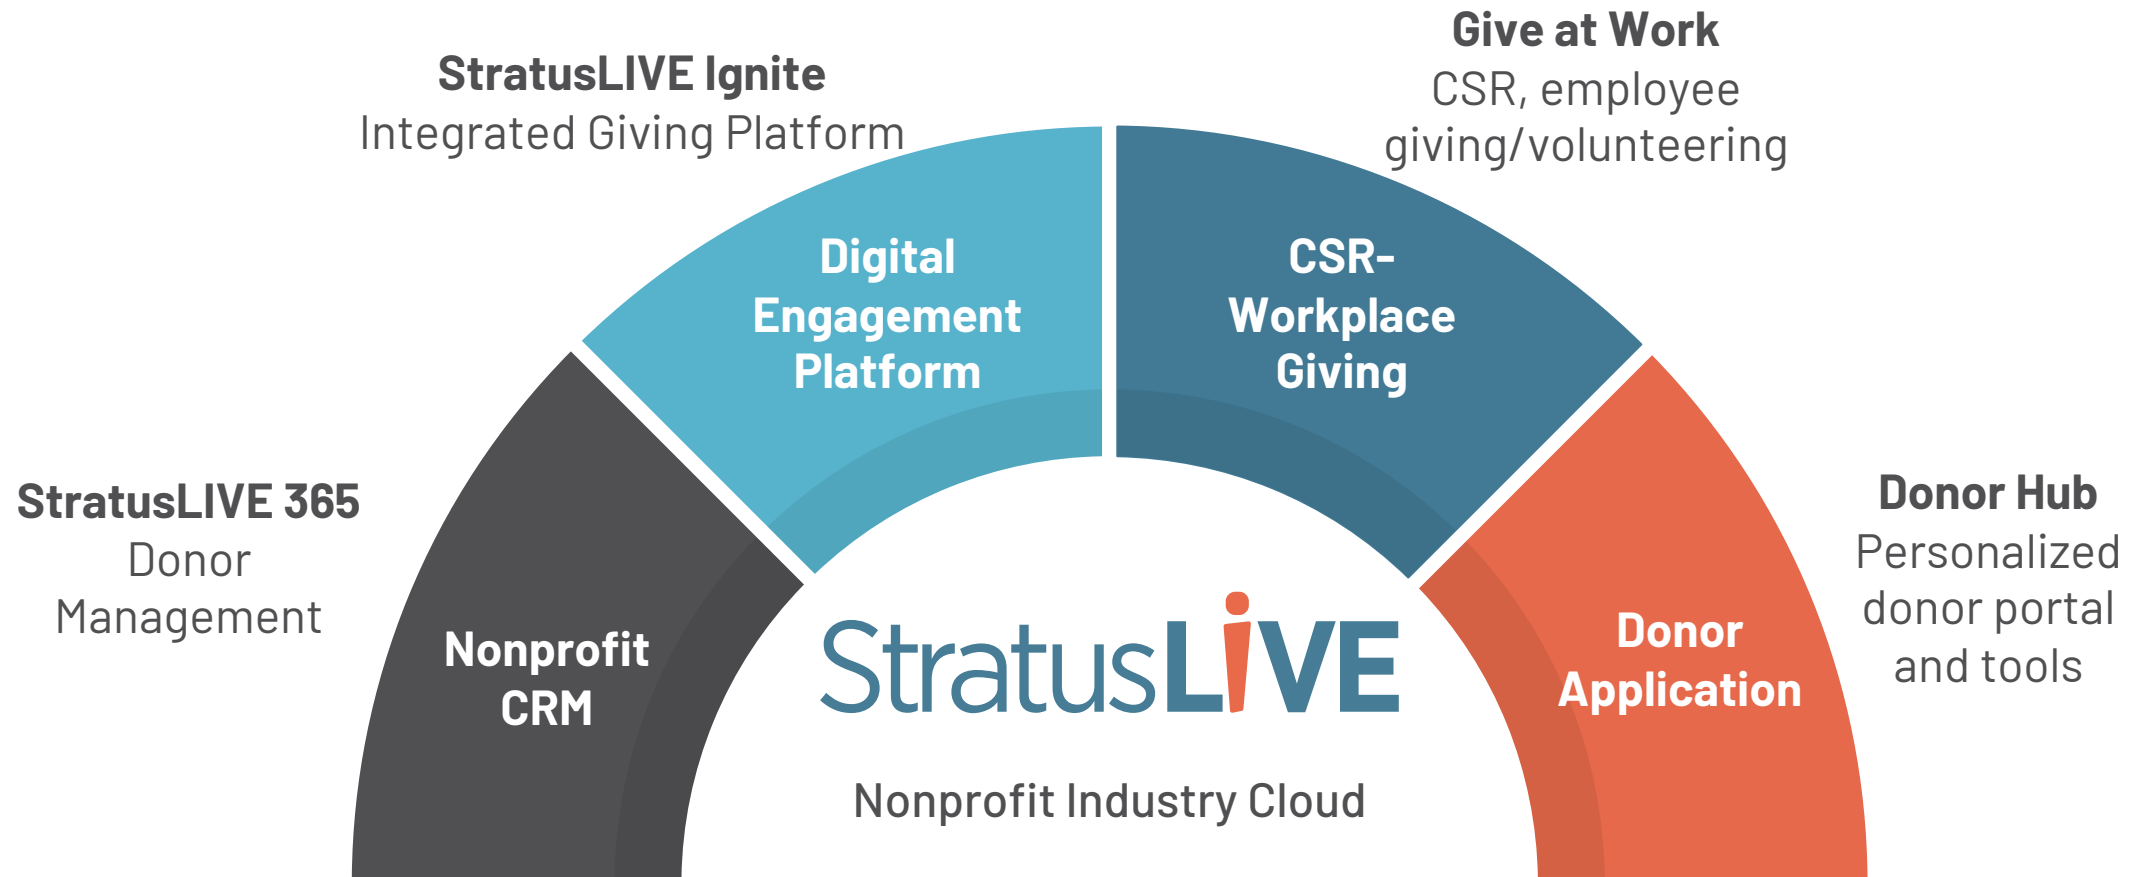 StratusLIVE 365
Donor
Management
Nonprofit
CRM
StratusLIVE Ignite
Integrated Giving Platform
Digital
Engagement
Platform
Give at Work
CSR, employee
giving/volunteering
CSR-
Workplace
Giving
Donor Hub
Personalized
donor portal
and tools
Donor
Application
StratusLiVE
Nonprofit Industry Cloud